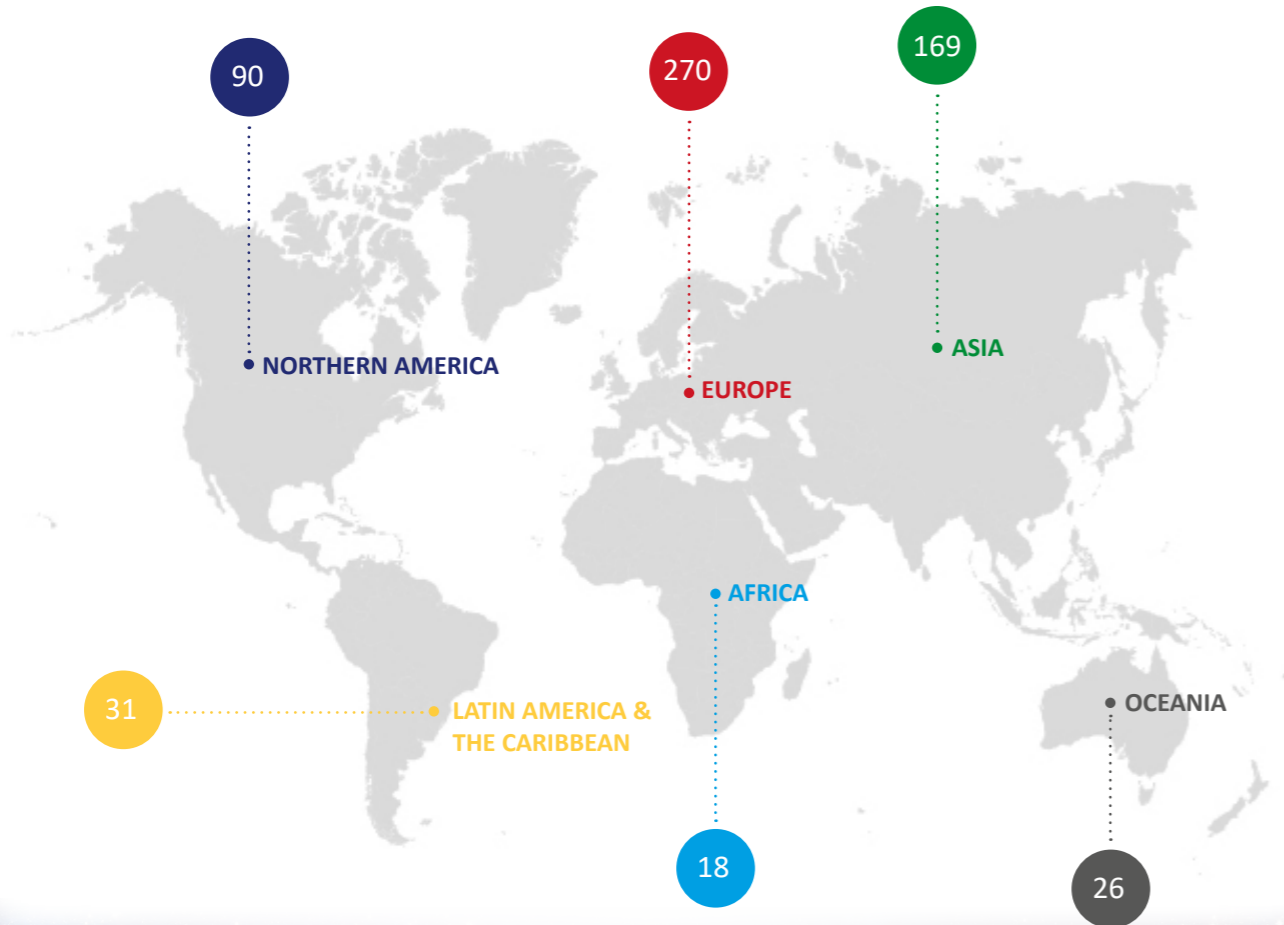 169
90
270
ASIA
NORTHERN AMERICA
EUROPE
AFRICA
OCEANIA
31
LATIN AMERICA &
THE CARIBBEAN
18
26